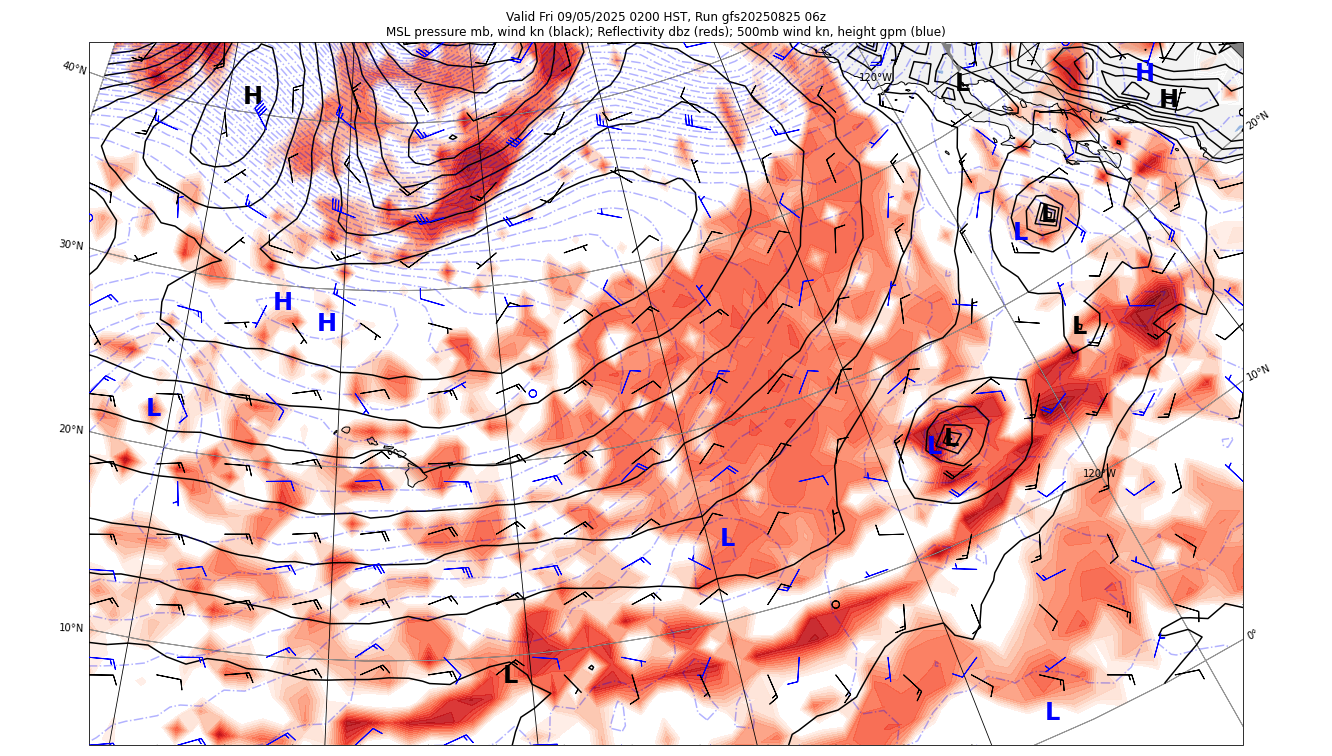 Valid Fri 09/05/2025 0200 HST, Run gfs20250825 06z
MSL pressure mb, wind kn (black); Reflectivity dbz (reds); 500mb wind kn, height gpm (blue)
40°N
120°W
L
H
H
H
20°N
L
L
30°N
H
H
L
10°N
L
20°N
L
L
120°W
L
10°N
0°
L
L